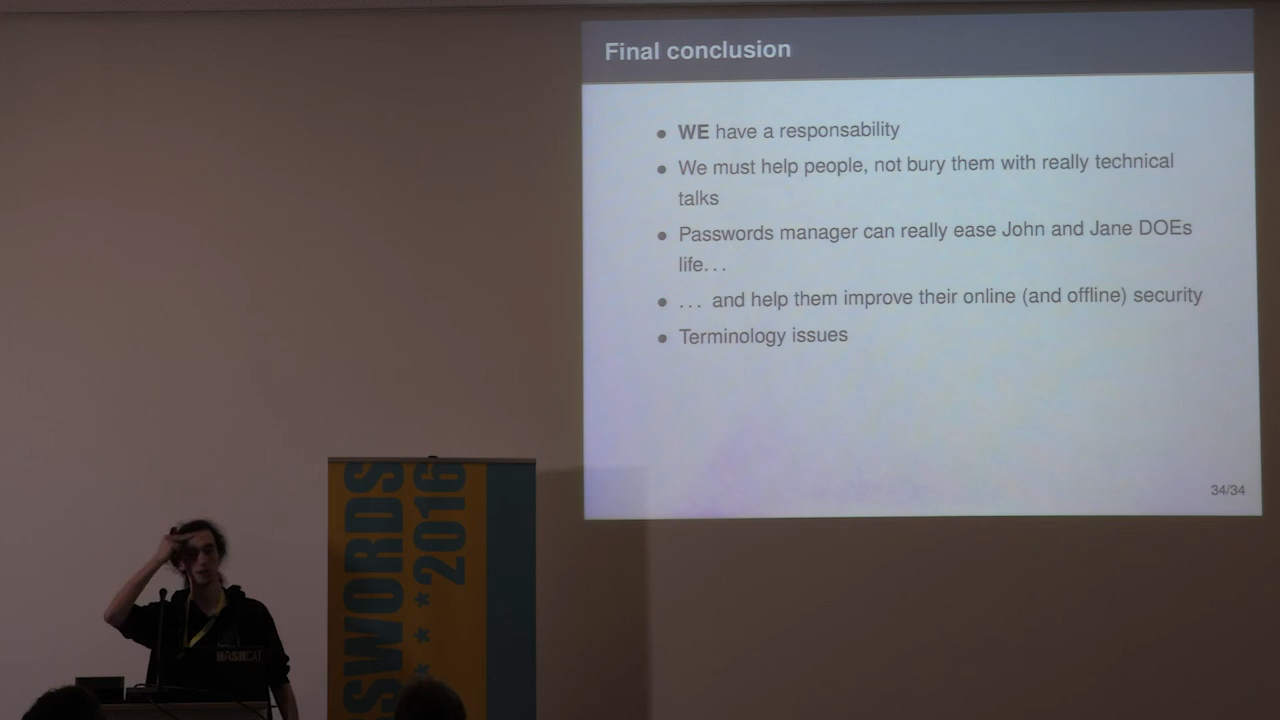 Final conclusion
• WE have a responsability
• We must help people, not bury them with really technical
talks
• Passwords manager can really ease John and Jane DOEs
life...
• ... and help them improve their online (and offline) security
• Terminology issues
34/34
SWORDS
* * * 2016
HASHCAT